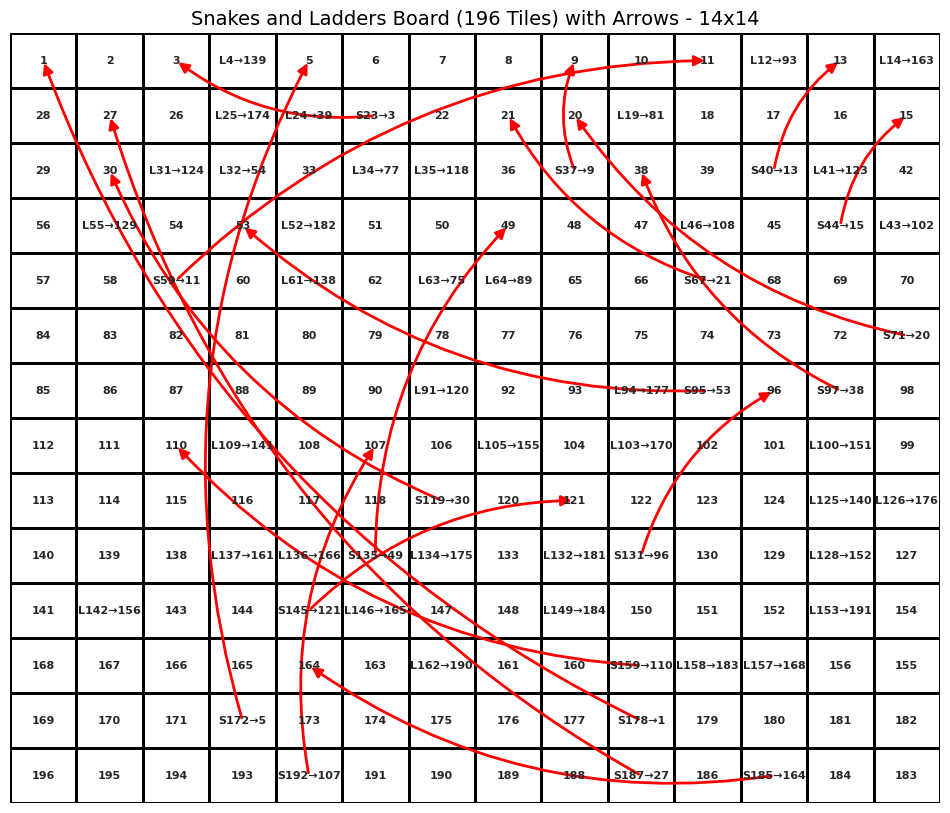 Snakes and Ladders Board (196 Tiles) with Arrows - 14x14
1 2 3 L4→139 5 6 7 8 9 10 11 L12→93 13 L14→163
28 27 26 L25→174 L24→39 S23→3 22 21 20 L19→81 18 17 16 15
29 30 L31→124 L32→54 33 L34→77 L35→118 36 S37→9 38 39 S40→13 L41→123 42
56 L55→129 54 53 L52→182 51 50 49 48 47 L46→108 45 S44→15 L43→102
57 58 S59→11 60 L61→138 62 L63→75 L64→89 65 66 S67→21 68 69 70
84 83 82 81 80 79 78 77 76 75 74 73 72 S71→20
85 86 87 88 89 90 L91→120 92 93 L94→177 S95→53 96 S97→38 98
112 111 110 L109→141 108 107 106 L105→155 104 L103→170 102 101 L100→151 99
113 114 115 116 117 118 S119→30 120 121 122 123 124 L125→140 L126→176
140 139 138 L137→161 L136→166 S135→49 L134→175 133 L132→181 S131→96 130 129 L128→152 127
141 L142→156 143 144 S145→121 L146→165 147 148 L149→184 150 151 152 L153→191 154
168 167 166 165 164 163 L162→190 161 160 S159→110 L158→183 L157→168 156 155
169 170 171 S172→5 173 174 175 176 177 S178→1 179 180 181 182
196 195 194 193 S192→107 191 190 189 188 S187→27 186 S185→164 184 183